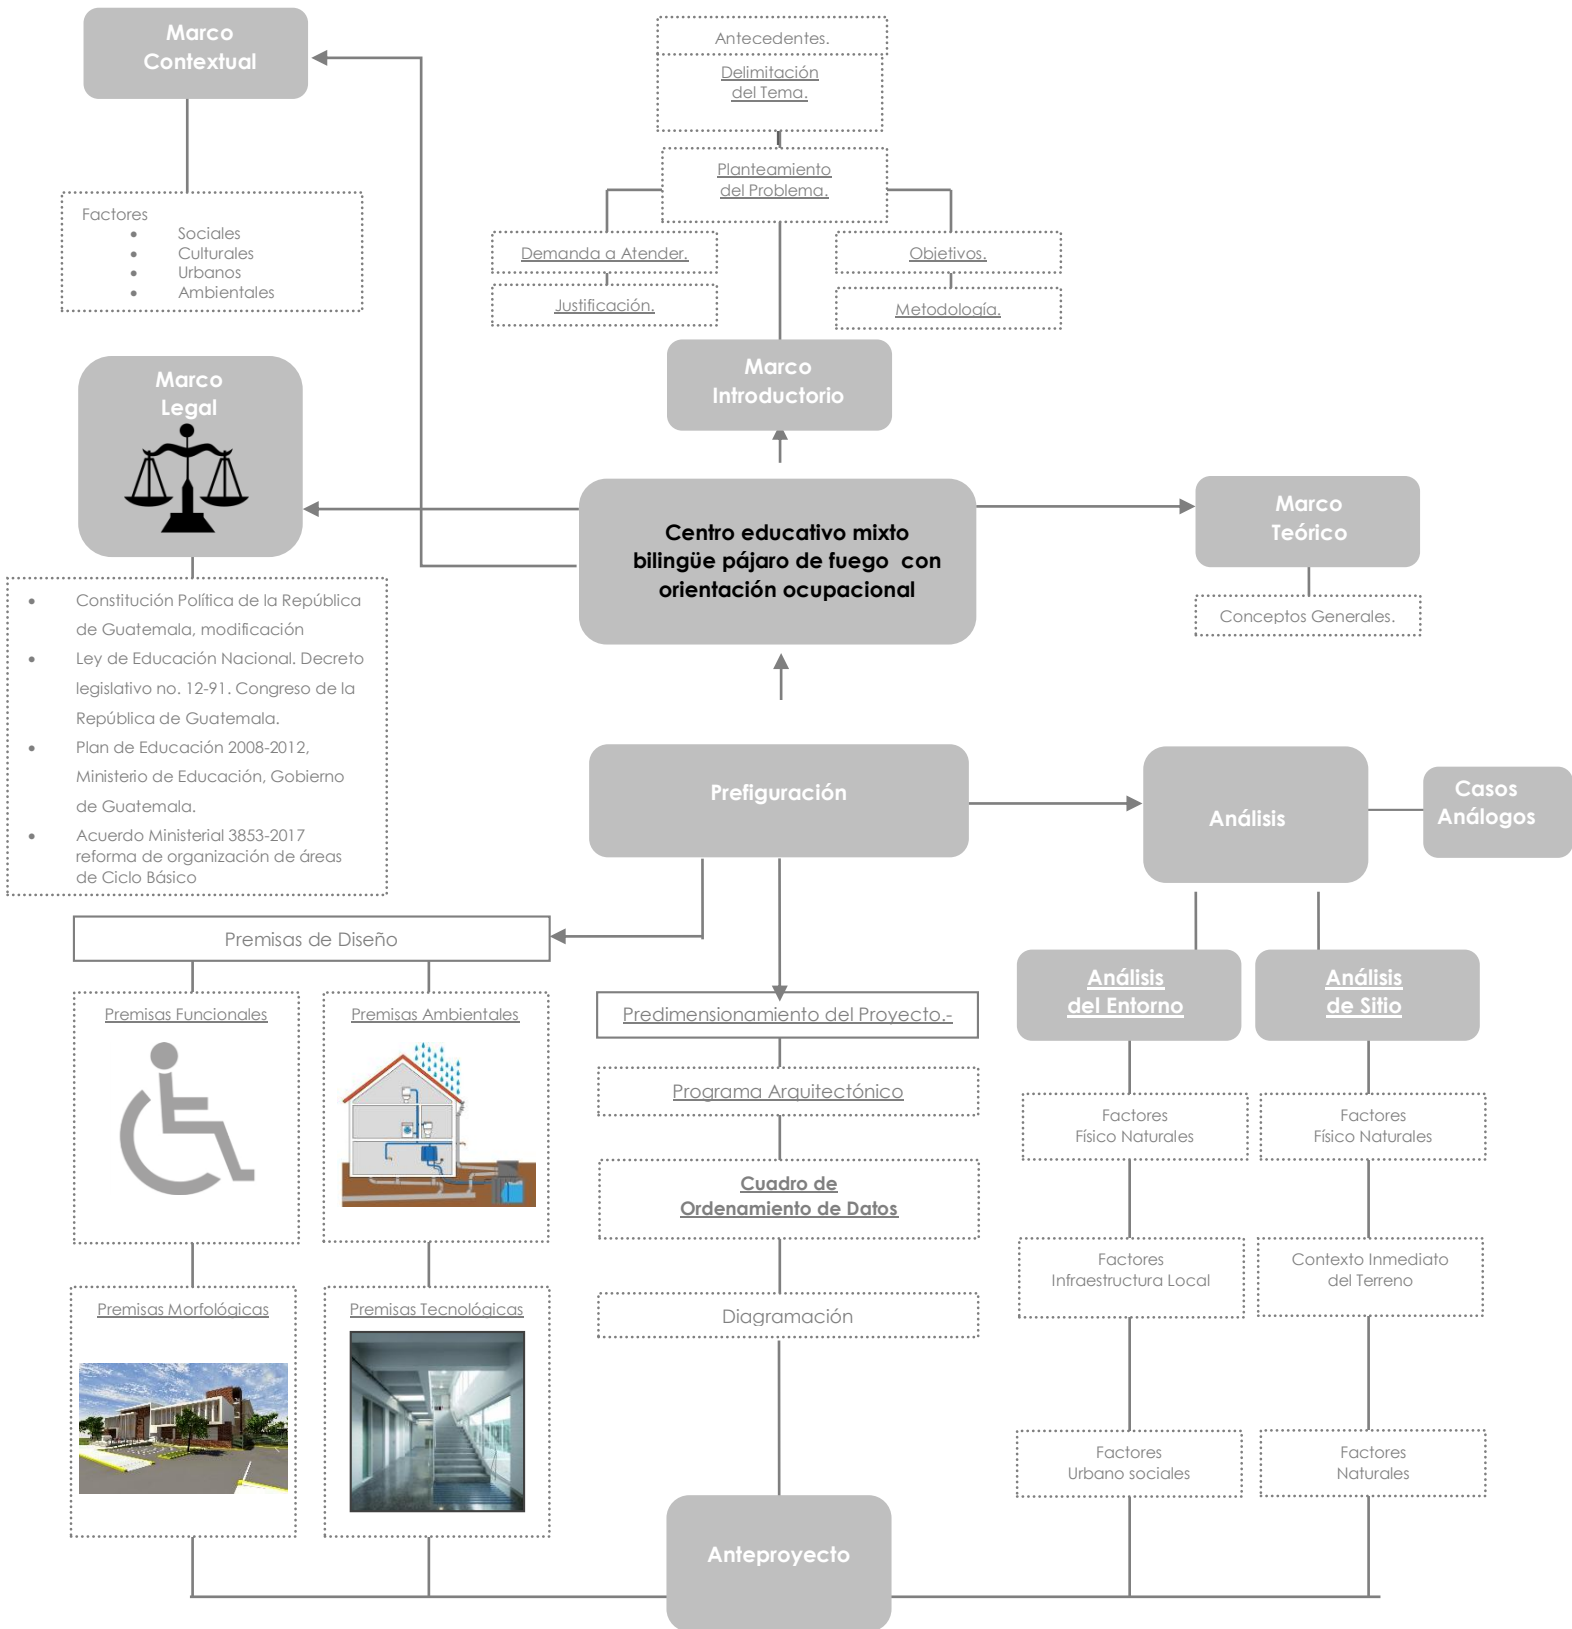 Marco
Contextual
Factores
• Sociales
• Culturales
• Urbanos
• Ambientales
Antecedentes.
Delimitación
del Tema.
Planteamiento
del Problema.
Demanda a Atender.
Justificación.
Objetivos.
Metodología.
Marco
Introductorio
Marco
Legal
• Constitución Política de la República
de Guatemala, modificación
• Ley de Educación Nacional. Decreto
legislativo no. 12-91. Congreso de la
República de Guatemala.
• Plan de Educación 2008-2012,
Ministerio de Educación, Gobierno
de Guatemala.
• Acuerdo Ministerial 3853-2017
reforma de organización de áreas
de Ciclo Básico
Centro educativo mixto
bilingüe pájaro de fuego con
orientación ocupacional
Marco
Teórico
Conceptos Generales.
Prefiguración
Análisis
Casos
Análogos
Premisas de Diseño
Premisas Funcionales
Premisas Ambientales
Premisas Morfológicas
Premisas Tecnológicas
Predimensionamiento del Proyecto.-
Programa Arquitectónico
Cuadro de
Ordenamiento de Datos
Diagramación
Análisis
del Entorno
Factores
Físico Naturales
Factores
Infraestructura Local
Factores
Urbano sociales
Análisis
de Sitio
Factores
Físico Naturales
Contexto Inmediato
del Terreno
Factores
Naturales
Anteproyecto